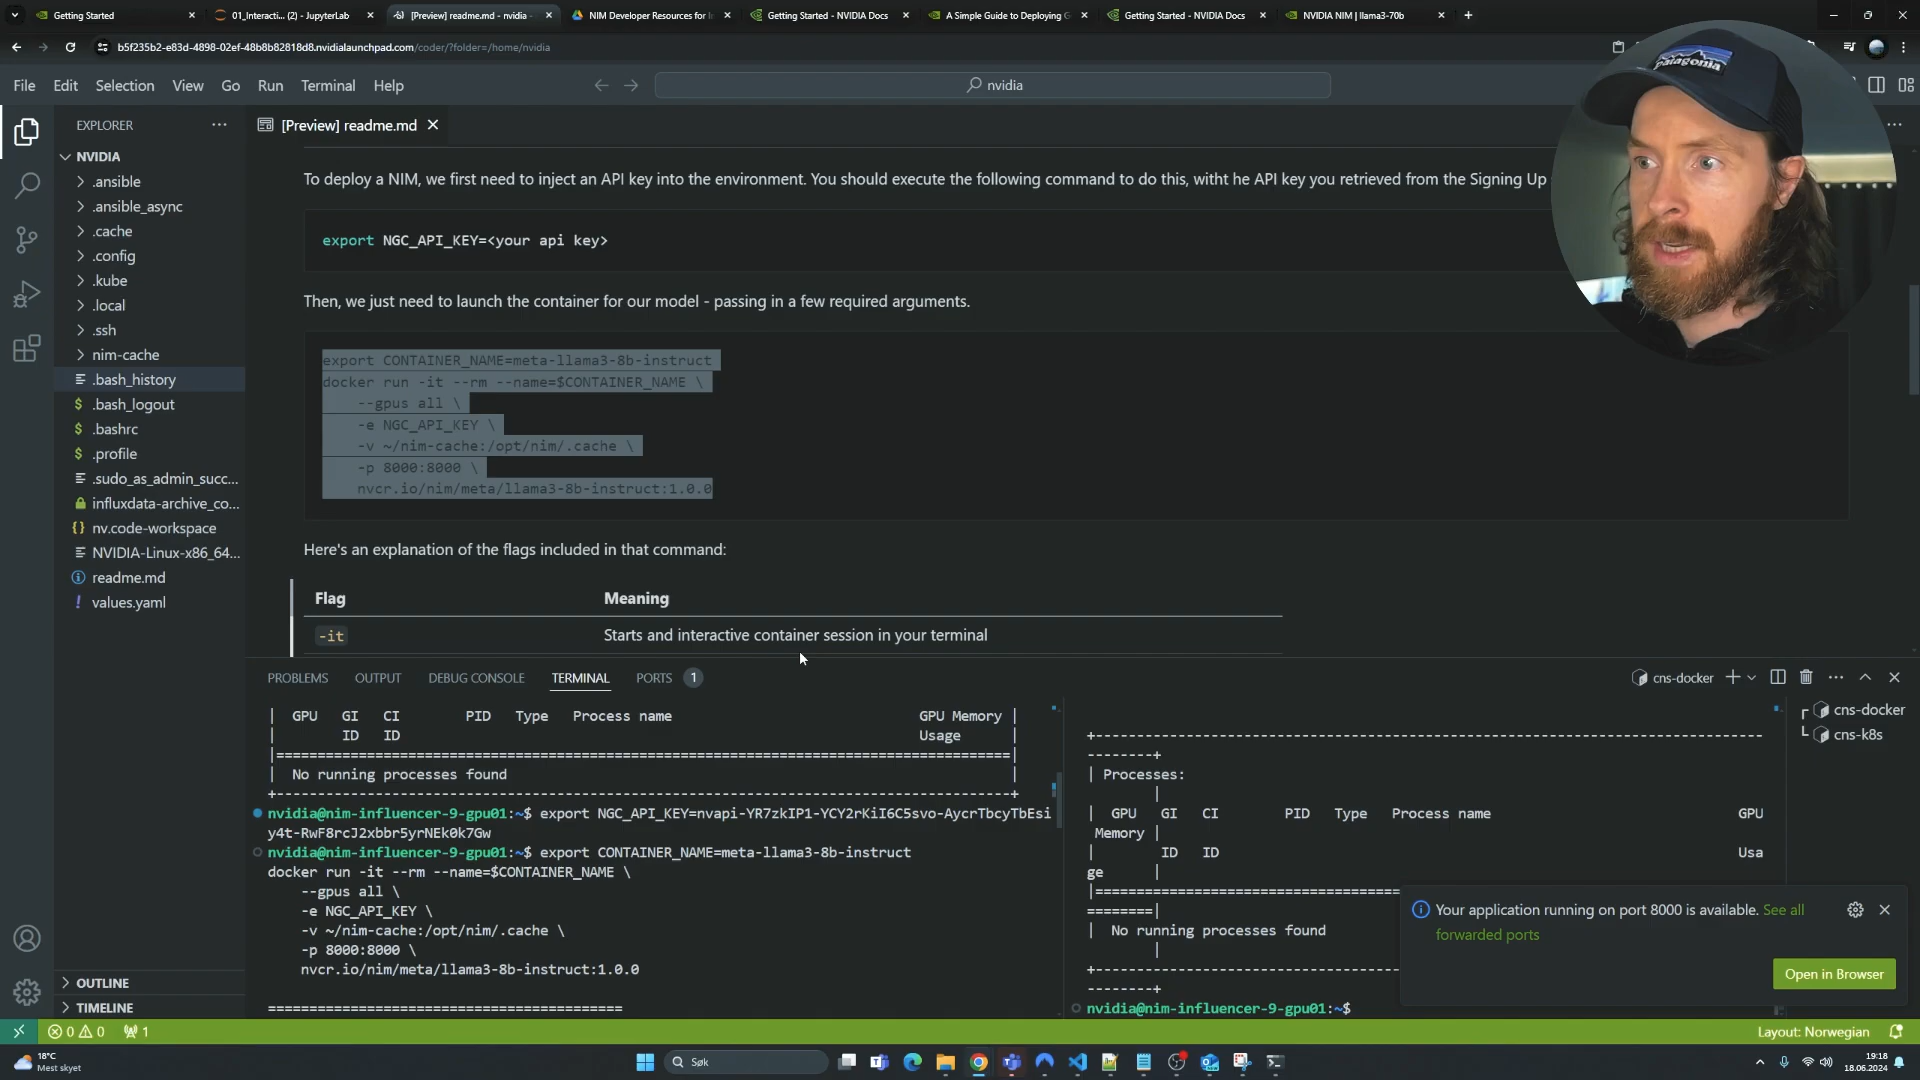 Getting Started
01_Interacti... (2) - JupyterLab
[Preview] readme.md - nvidia -
NIM Developer Resources for I
Getting Started - NVIDIA Docs
A Simple Guide to Deploying G
Getting Started - NVIDIA Docs
NVIDIA NIM | llama3-70b
b5f235b2-e83d-4898-02ef-48b8b82818d8.nvidialaunchpad.com/coder/?folder=/home/nvidia
File Edit Selection View Go Run Terminal Help
nvidia
patagonia
EXPLORER
[Preview] readme.md
NVIDIA
.ansible
.ansible_async
.cache
.config
.kube
.local
.ssh
nim-cache
.bash_history
.bash_logout
.bashrc
.profile
.sudo_as_admin_succ...
influxdata-archive_co...
nv.code-workspace
NVIDIA-Linux-x86_64...
readme.md
values.yaml
OUTLINE
TIMELINE
To deploy a NIM, we first need to inject an API key into the environment. You should execute the following command to do this, witht he API key you retrieved from the Signing Up
export NGC_API_KEY=<your api key>
Then, we just need to launch the container for our model - passing in a few required arguments.
export CONTAINER_NAME=meta-llama3-8b-instruct
docker run -it --rm --name=$CONTAINER_NAME \
--gpus all \
-e NGC_API_KEY \
-v ~/nim-cache:/opt/nim/.cache \
-p 8000:8000 \
nvcr.io/nim/meta/llama3-8b-instruct:1.0.0
Here's an explanation of the flags included in that command:
Flag Meaning
-it Starts and interactive container session in your terminal
PROBLEMS OUTPUT DEBUG CONSOLE TERMINAL PORTS 1
cns-docker
| GPU GI CI PID Type Process name GPU Memory |
| ID ID Usage |
|=======================================================================================|
| No running processes found |
+---------------------------------------------------------------------------------------+
nvidia@nim-influencer-9-gpu01:~$ export NGC_API_KEY=nvapi-YR7zkIP1-YCY2rKiI6C5svo-AycrTbcyTbEsi
y4t-RwF8rcJ2xbbr5yrNEk0k7Gw
nvidia@nim-influencer-9-gpu01:~$ export CONTAINER_NAME=meta-llama3-8b-instruct
docker run -it --rm --name=$CONTAINER_NAME \
--gpus all \
-e NGC_API_KEY \
-v ~/nim-cache:/opt/nim/.cache \
-p 8000:8000 \
nvcr.io/nim/meta/llama3-8b-instruct:1.0.0
===========================================
+-------------------------------------------------------------------------------
--------+
| Processes:
|
| GPU GI CI PID Type Process name GPU
Memory |
| ID ID Usa
ge |
|=======================================
========|
| No running processes found
|
+---------------------------------------
--------+
nvidia@nim-influencer-9-gpu01:~$
cns-docker
cns-k8s
Your application running on port 8000 is available. See all
forwarded ports
Open in Browser
0 0 1
Layout: Norwegian
18°C
Mest skyet
Søk
19:18
18.06.2024